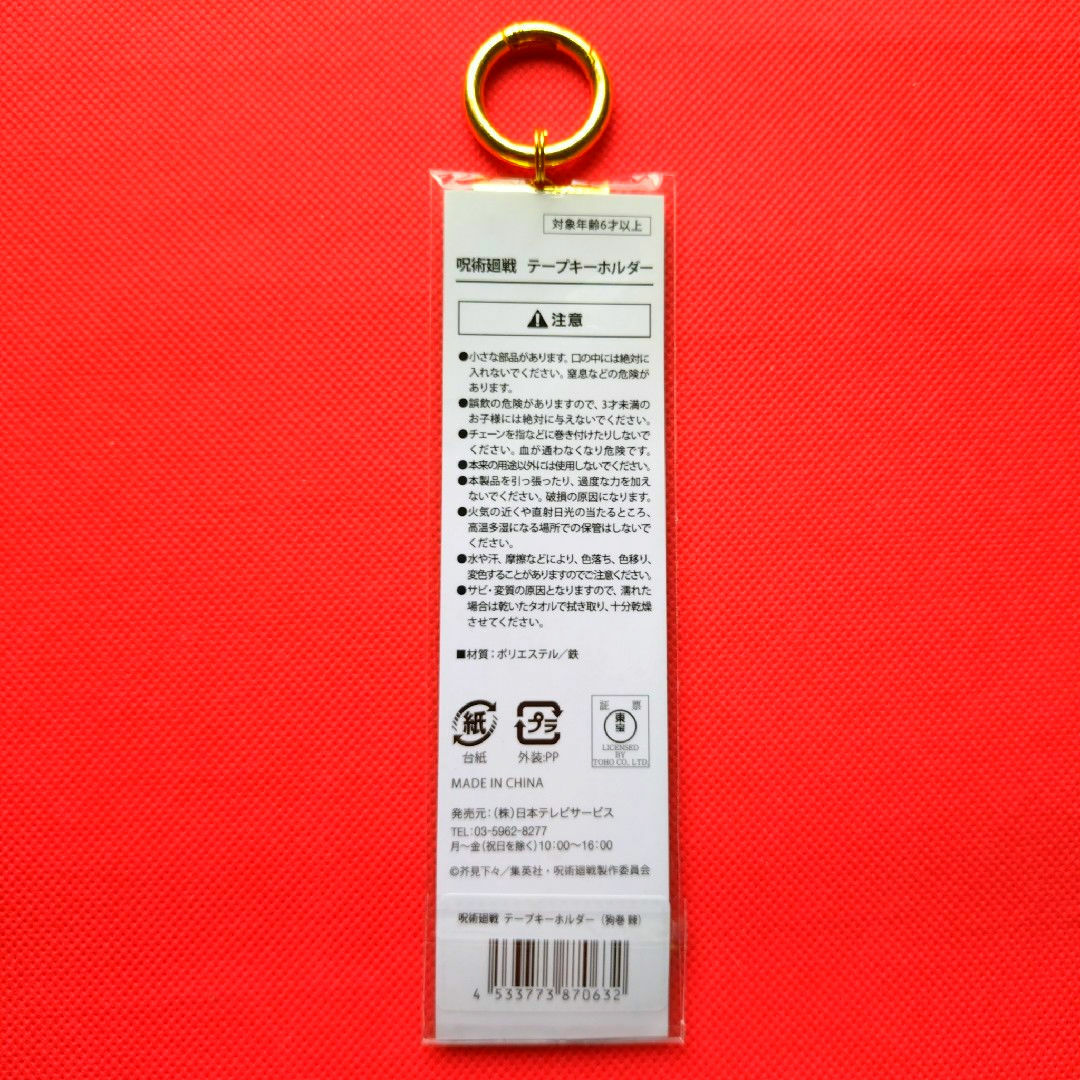 対象年齢6才以上
呪術廻戦 テープキーホルダー
注意
●小さな部品があります。口の中には絶対に
入れないでください。窒息などの危険が
あります。
●誤飲の危険がありますので、3才未満の
お子様には絶対に与えないでください。
●チェーンを指などに巻き付けたりしないで
ください。血が通わなくなり危険です。
●本来の用途以外には使用しないでください。
●本製品を引っ張ったり、過度な力を加え
ないでください。破損の原因になります。
●火気の近くや直射日光の当たるところ、
高温多湿になる場所での保管はしないで
ください。
●水や汗、摩擦などにより、色落ち、色移り、
変色することがありますのでご注意ください。
●サビ・変質の原因となりますので、濡れた
場合は乾いたタオルで拭き取り、十分乾燥
させてください。
■材質：ポリエステル／鉄
紙
プラ
証 票
東宝
LICENSED
BY
TOHO CO., LTD.
台紙
外装:PP
MADE IN CHINA
発売元：(株)日本テレビサービス
TEL:03-5962-8277
月～金(祝日を除く)10:00～16:00
©芥見下々／集英社・呪術廻戦製作委員会
呪術廻戦 テープキーホルダー（狗巻 棘）
4 533773 870632